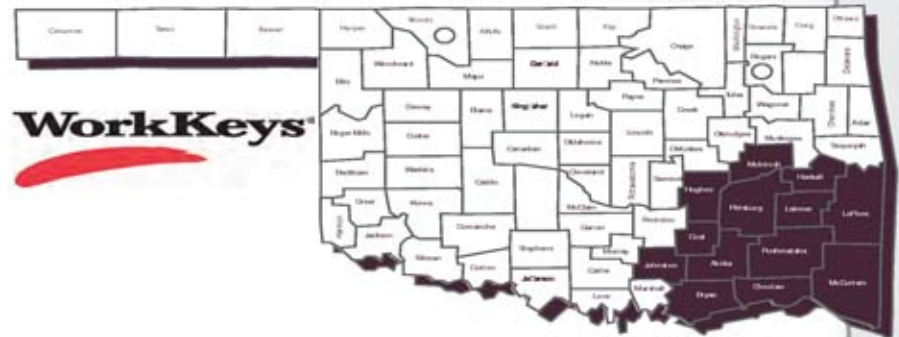 Cimarron Texas Beaver Harper Woods Alfalfa Grant Kay Washington Nowata Craig Ottawa
Osage Rogers Delaware
Ellis Woodward Major Garfield Noble Pawnee
Dewey Blaine Kingfisher Logan Payne Creek Tulsa Wagoner Cherokee Adair
WorkKeys
Roger Mills Custer Canadian Oklahoma Lincoln Okmulgee Muskogee Sequoyah
Beckham Washita Caddo Cleveland Pottawatomie Seminole Okfuskee McIntosh Haskell
Greer Kiowa McClain Hughes Pittsburg Latimer LeFlore
Harmon Jackson Comanche Stephens Garvin Pontotoc Coal Pushmataha
Tillman Cotton Jefferson Murray Carter Johnston Atoka McCurtain
Love Marshall Bryan Choctaw